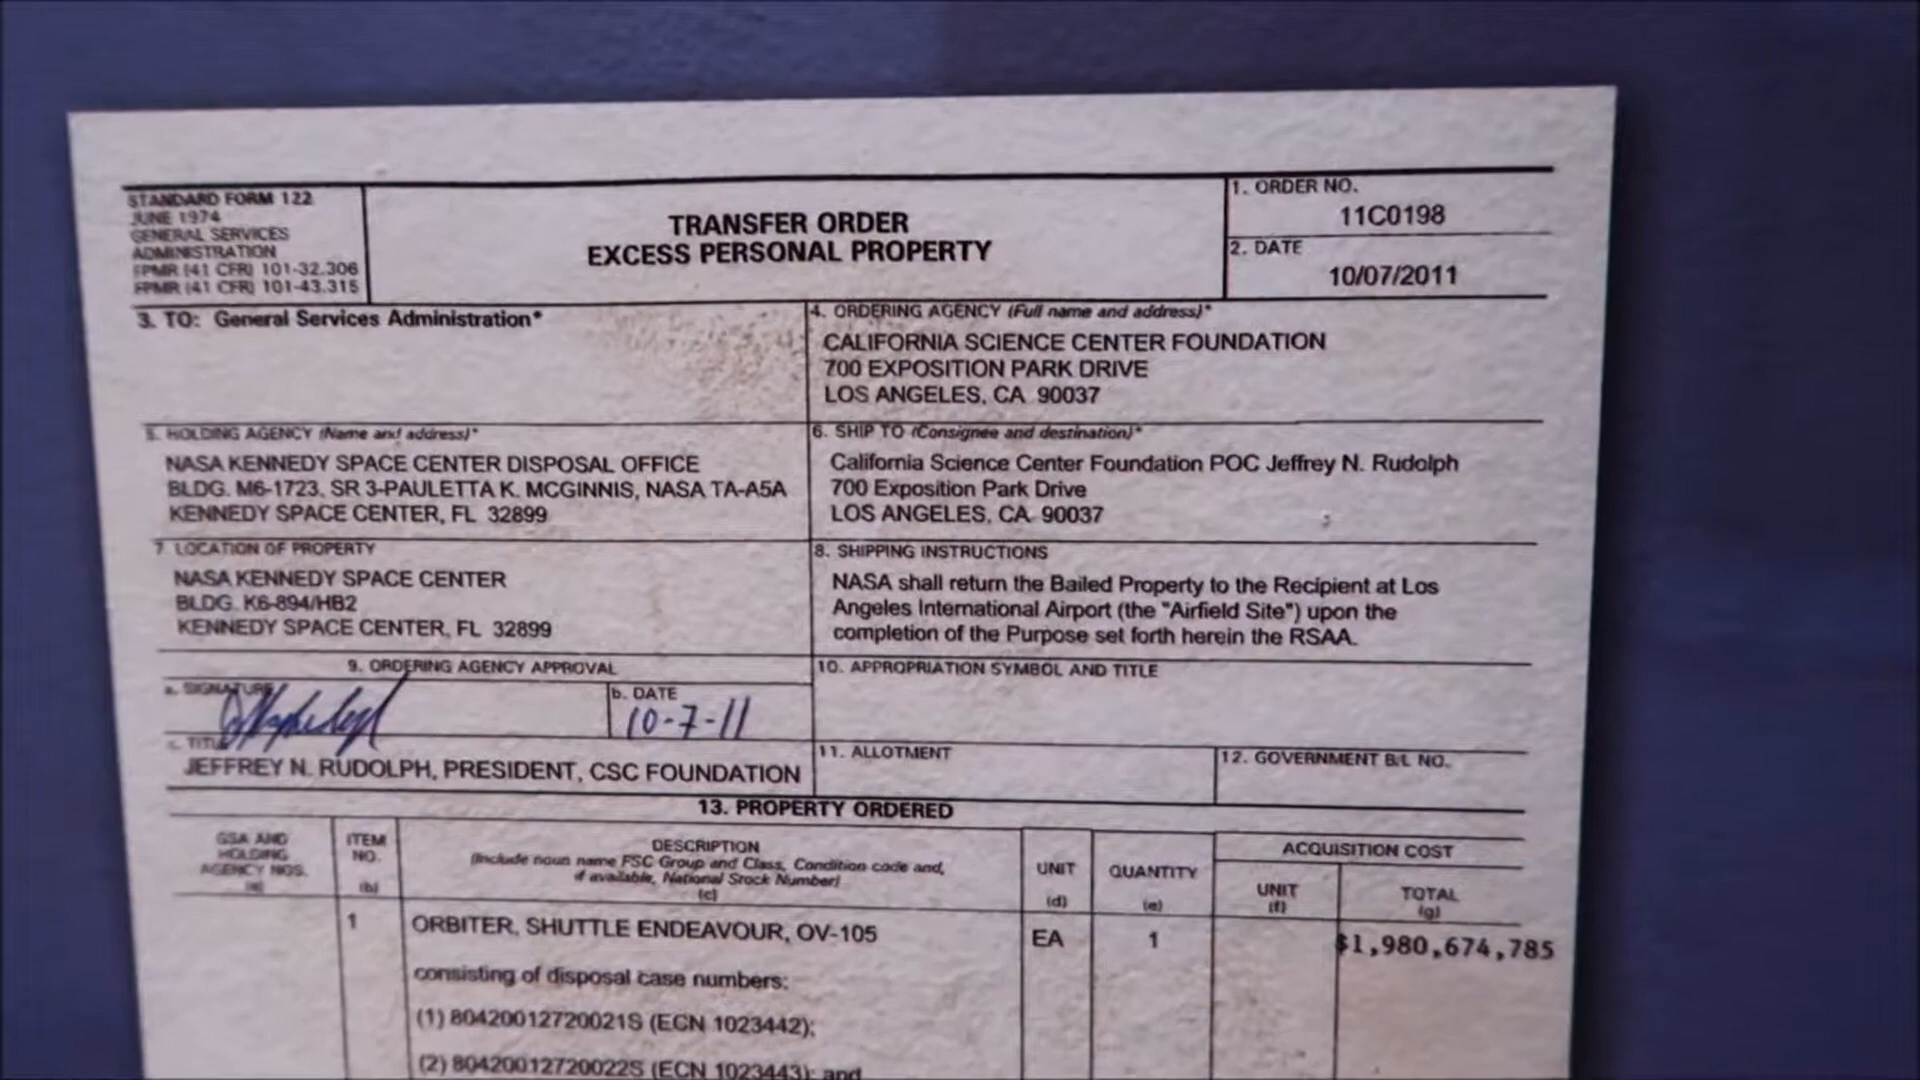 STANDARD FORM 122
JUNE 1974
GENERAL SERVICES
ADMINISTRATION
FPMR (41 CFR) 101-32.306
FPMR (41 CFR) 101-43.315
TRANSFER ORDER
EXCESS PERSONAL PROPERTY
1. ORDER NO.
11C0198
2. DATE
10/07/2011
3. TO: General Services Administration*
4. ORDERING AGENCY (Full name and address)*
CALIFORNIA SCIENCE CENTER FOUNDATION
700 EXPOSITION PARK DRIVE
LOS ANGELES, CA 90037
5. HOLDING AGENCY (Name and address)*
NASA KENNEDY SPACE CENTER DISPOSAL OFFICE
BLDG. M6-1723, SR 3-PAULETTA K. MCGINNIS, NASA TA-A5A
KENNEDY SPACE CENTER, FL 32899
6. SHIP TO (Consignee and destination)*
California Science Center Foundation POC Jeffrey N. Rudolph
700 Exposition Park Drive
LOS ANGELES, CA 90037
7. LOCATION OF PROPERTY
NASA KENNEDY SPACE CENTER
BLDG. K6-894/HB2
KENNEDY SPACE CENTER, FL 32899
8. SHIPPING INSTRUCTIONS
NASA shall return the Bailed Property to the Recipient at Los
Angeles International Airport (the "Airfield Site") upon the
completion of the Purpose set forth herein the RSAA.
9. ORDERING AGENCY APPROVAL
a. SIGNATURE
b. DATE
10-7-11
c. TITLE
JEFFREY N. RUDOLPH, PRESIDENT, CSC FOUNDATION
10. APPROPRIATION SYMBOL AND TITLE
11. ALLOTMENT
12. GOVERNMENT B/L NO.
13. PROPERTY ORDERED
GSA AND
HOLDING
AGENCY NOS.
(a)
ITEM
NO.
(b)
DESCRIPTION
(Include noun name FSC Group and Class, Condition code and,
if available, National Stock Number)
(c)
UNIT
(d)
QUANTITY
(e)
ACQUISITION COST
UNIT
(f)
TOTAL
(g)
1
ORBITER, SHUTTLE ENDEAVOUR, OV-105
EA
1
$1,980,674,785
consisting of disposal case numbers:
(1) 80420012720021S (ECN 1023442);
(2) 80420012720022S (ECN 1023443); and